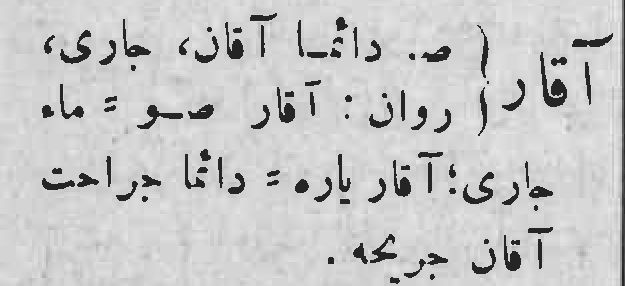 آقار { ص. دائما آقان، جاری،
روان : آقار صو = ماء
جاری؛ آقار یاره = دائما جراحت
آقان جریحه .